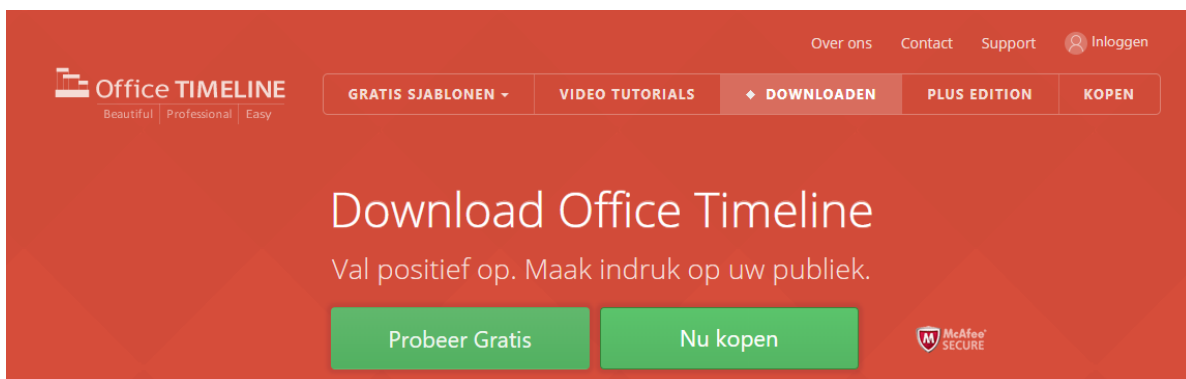 Over ons Contact Support Inloggen
Office TIMELINE
Beautiful Professional Easy
GRATIS SJABLONEN VIDEO TUTORIALS DOWNLOADEN PLUS EDITION KOPEN
Download Office Timeline
Val positief op. Maak indruk op uw publiek.
Probeer Gratis Nu kopen
McAfee
SECURE